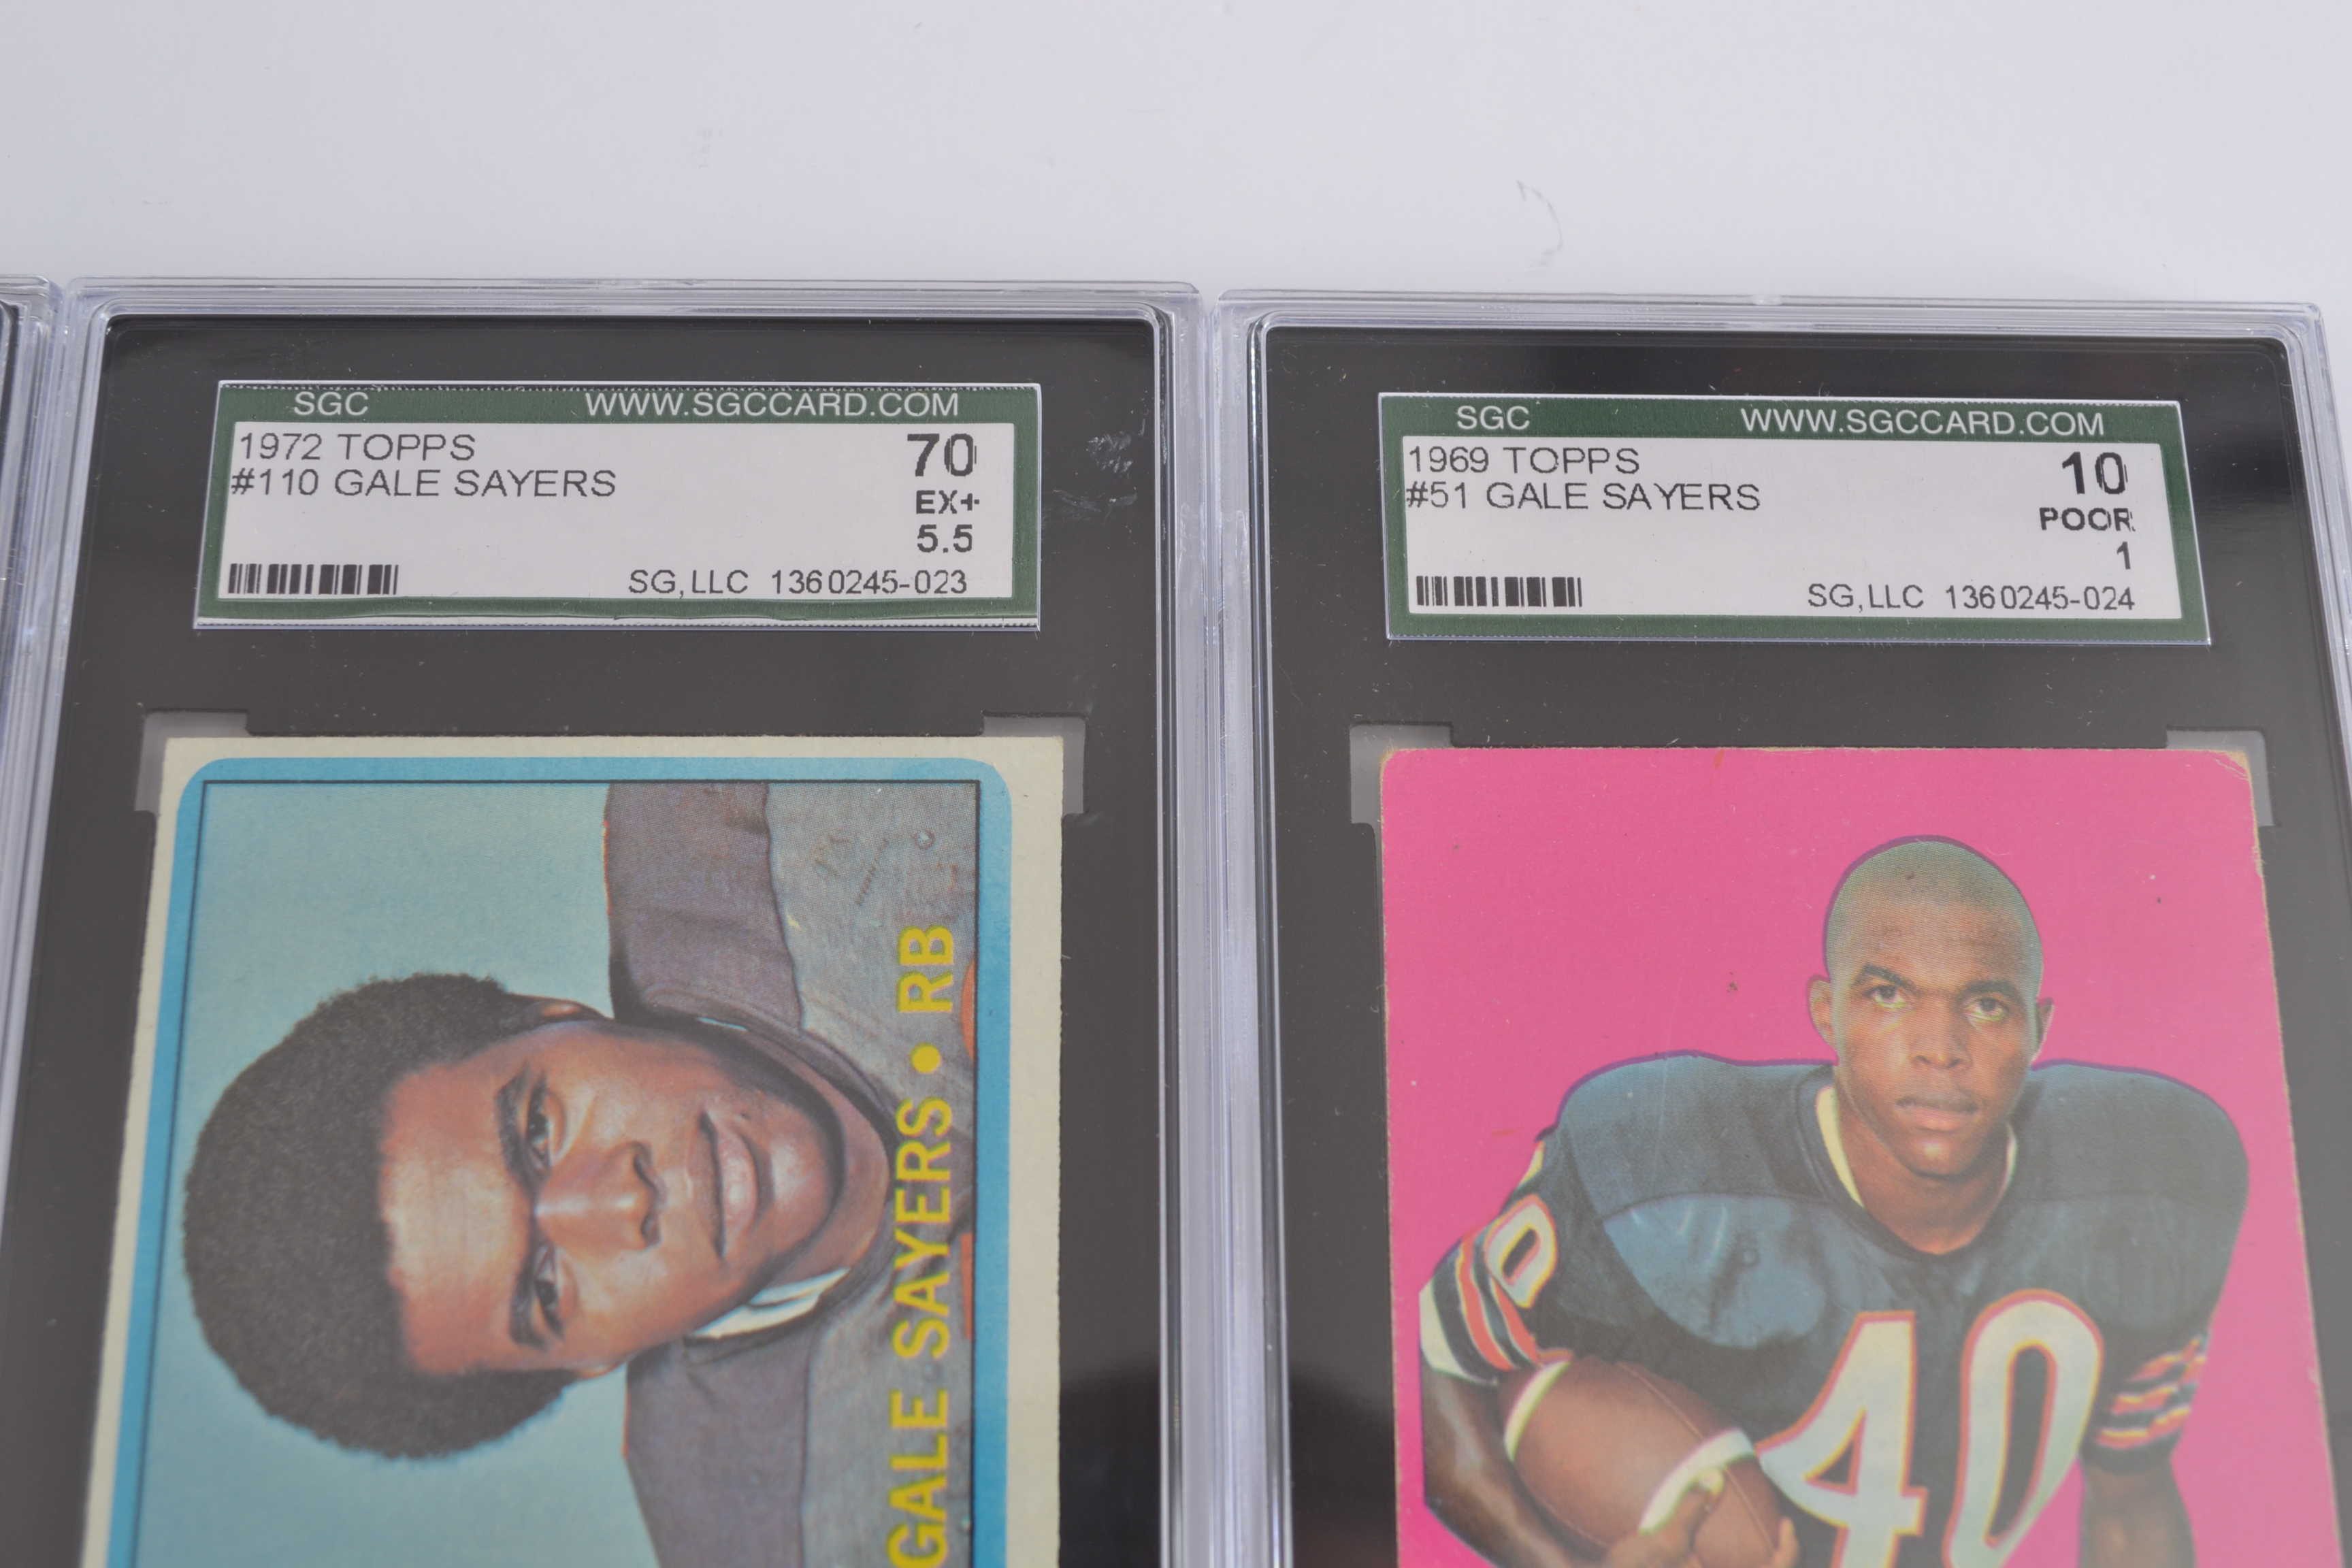 SGC WWW.SGCCARD.COM
1972 TOPPS
#110 GALE SAYERS
70
EX+
5.5
SG,LLC 1360245-023
GALE SAYERS • RB
SGC WWW.SGCCARD.COM
1969 TOPPS
#51 GALE SAYERS
10
POOR
1
SG,LLC 1360245-024
0
40